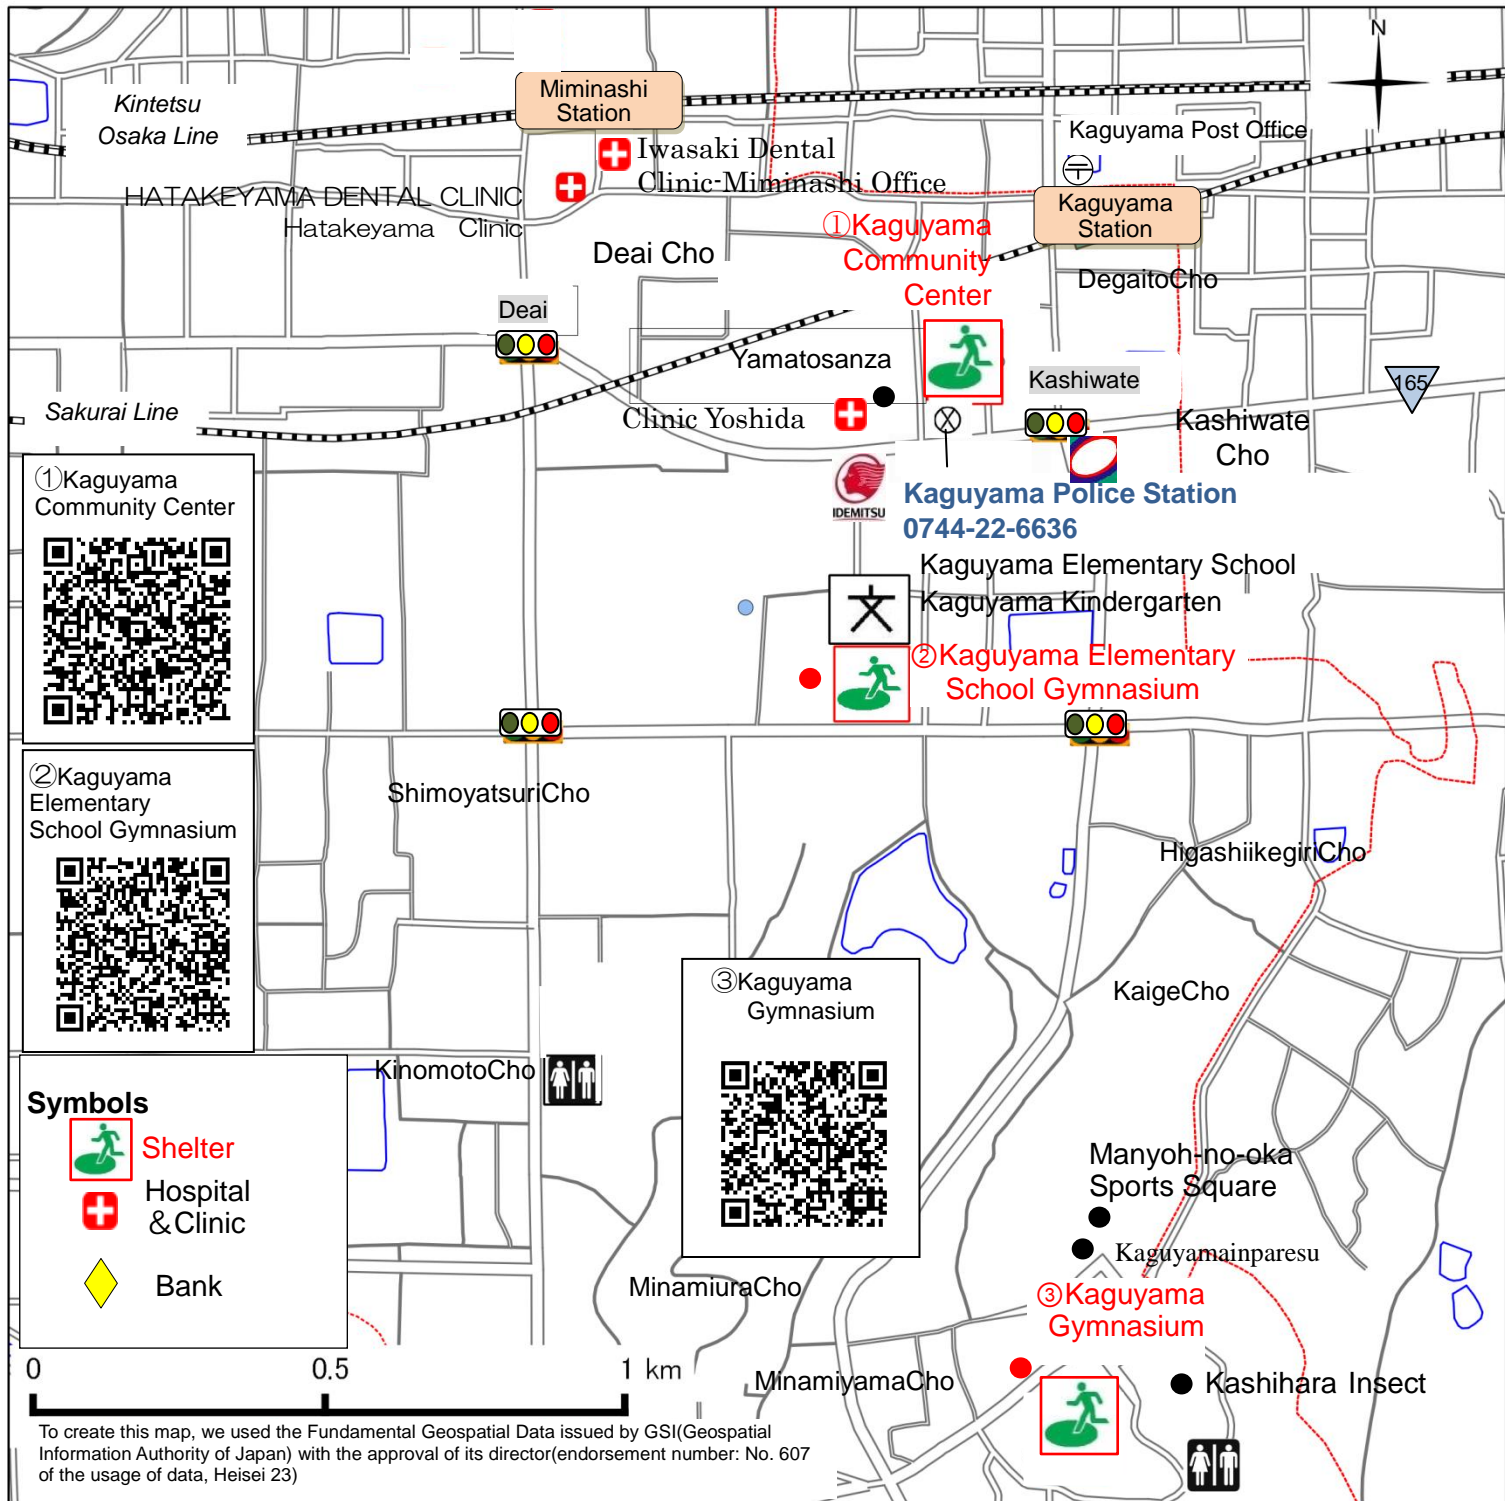 N
Kintetsu
Osaka Line
Miminashi
Station
Kaguyama Post Office
Iwasaki Dental
Clinic-Miminashi Office
HATAKEYAMA DENTAL CLINIC
Hatakeyama Clinic
Kaguyama
Station
①Kaguyama
Community
Center
Deai Cho
DegaitoCho
Deai
Yamatosanza
Kashiwate
165
Sakurai Line
Clinic Yoshida
Kashiwate
Cho
IDEMITSU
Kaguyama Police Station
0744-22-6636
①Kaguyama
Community Center
Kaguyama Elementary School
Kaguyama Kindergarten
文
②Kaguyama Elementary
School Gymnasium
②Kaguyama
Elementary
School Gymnasium
ShimoyatsuriCho
HigashiikegiriCho
③Kaguyama
Gymnasium
KaigeCho
KinomotoCho
Symbols
Shelter
Hospital
＆Clinic
Bank
Manyoh-no-oka
Sports Square
Kaguyamainparesu
MinamiuraCho
③Kaguyama
Gymnasium
MinamiyamaCho
Kashihara Insect
0 0.5 1 km
To create this map, we used the Fundamental Geospatial Data issued by GSI(Geospatial
Information Authority of Japan) with the approval of its director(endorsement number: No. 607
of the usage of data, Heisei 23)